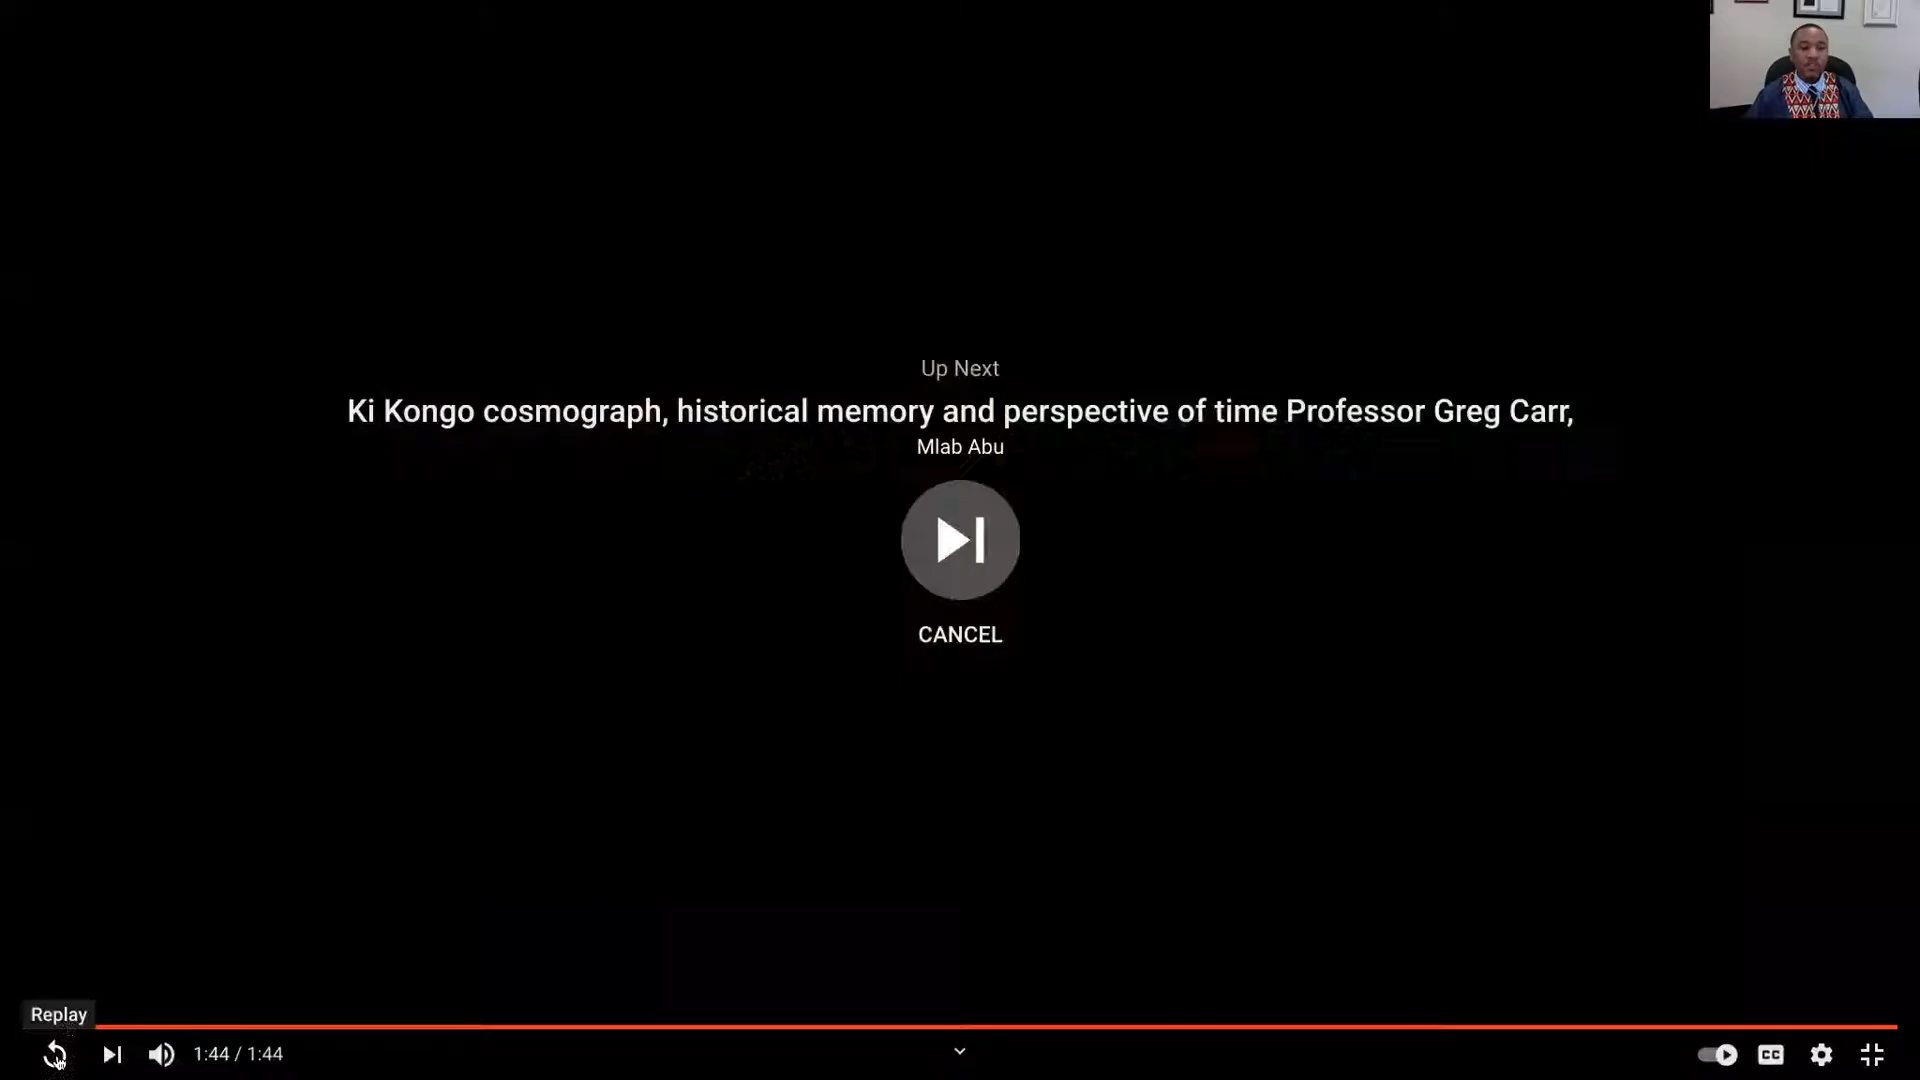 Up Next
Ki Kongo cosmograph, historical memory and perspective of time Professor Greg Carr,
Mlab Abu
CANCEL
Replay
1:44 / 1:44
CC